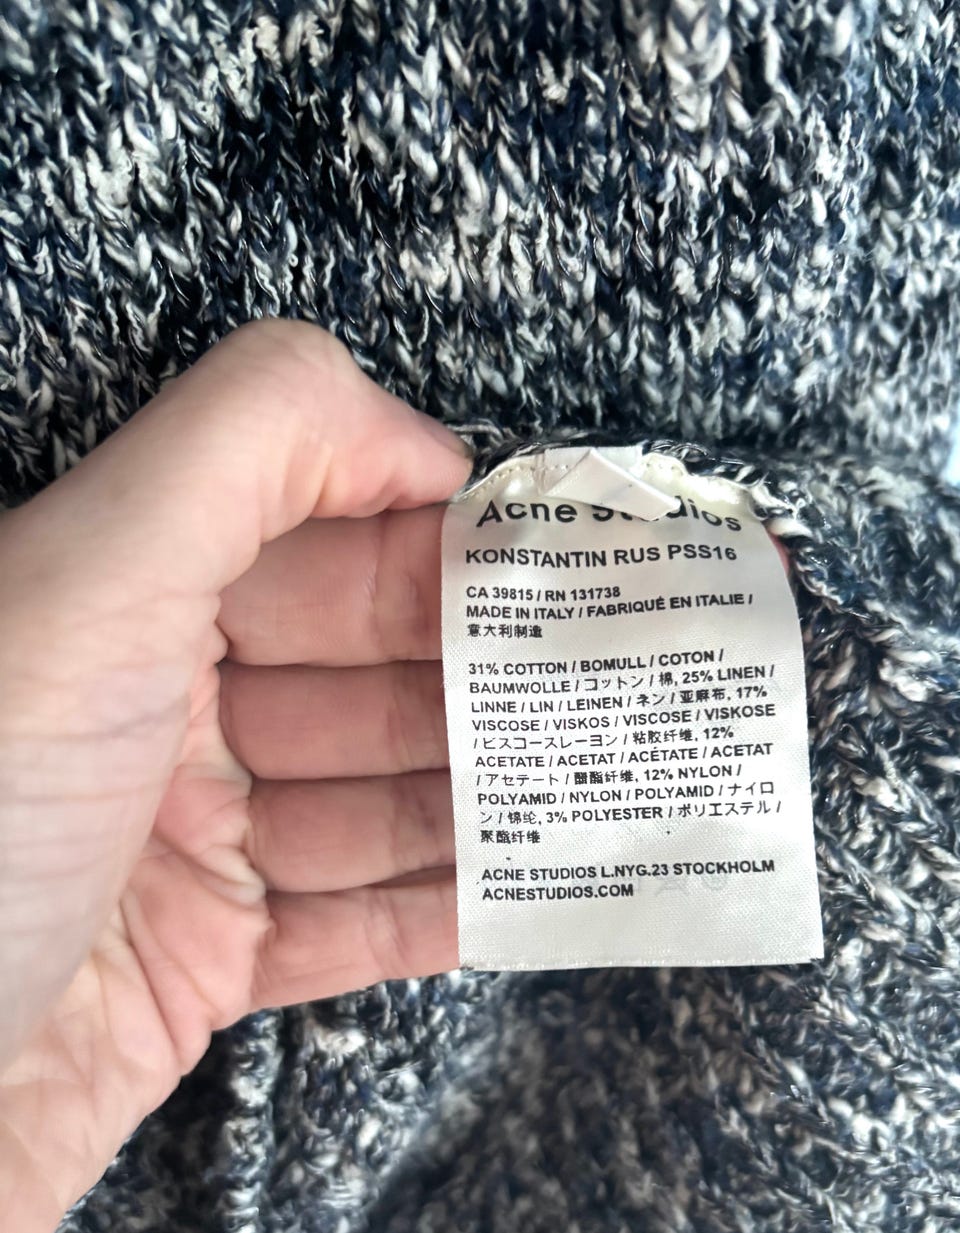 Acne Studios
KONSTANTIN RUS PSS16
CA 39815 / RN 131738
MADE IN ITALY / FABRIQUÉ EN ITALIE /
意大利制造
31% COTTON / BOMULL / COTON /
BAUMWOLLE / コットン / 棉, 25% LINEN /
LINNE / LIN / LEINEN / ネン / 亚麻布, 17%
VISCOSE / VISKOS / VISCOSE / VISKOSE
/ ビスコースレーヨン / 粘胶纤维, 12%
ACETATE / ACETAT / ACÉTATE / ACETAT
/ アセテート / 醋酯纤维, 12% NYLON /
POLYAMID / NYLON / POLYAMID / ナイロ
ン / 锦纶, 3% POLYESTER / ポリエステル /
聚酯纤维
ACNE STUDIOS L.NYG.23 STOCKHOLM
ACNESTUDIOS.COM